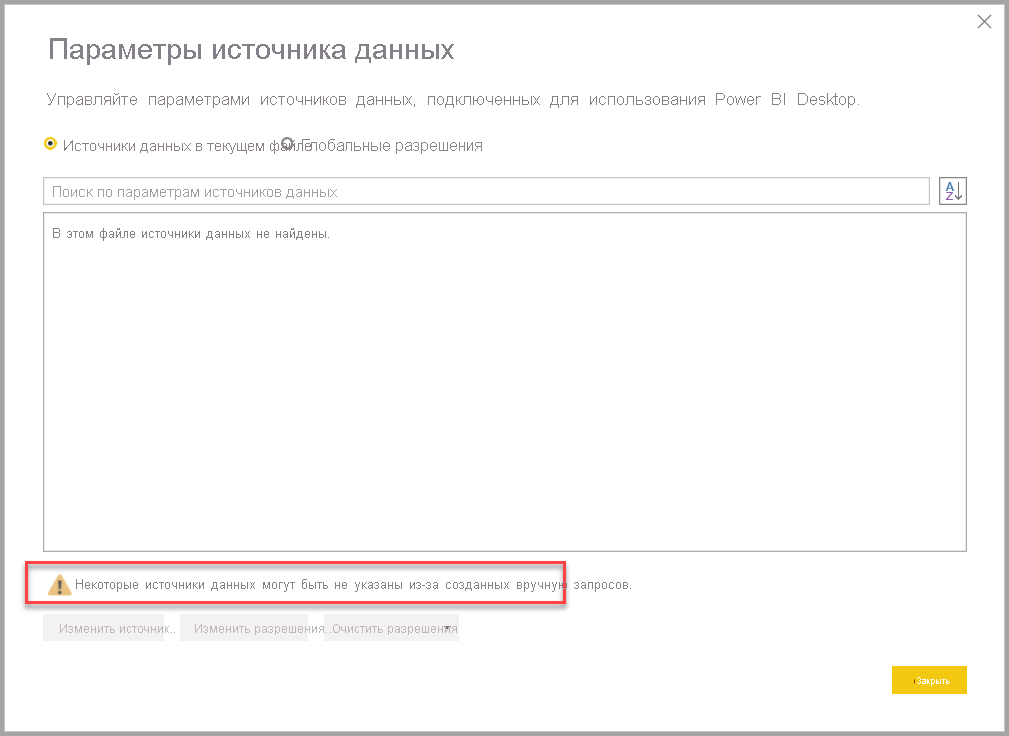 Параметры источника данных
Управляйте параметрами источников данных, подключенных для использования Power BI Desktop.
Источники данных в текущем файле Глобальные разрешения
Поиск по параметрам источников данных
A
Z
В этом файле источники данных не найдены.
Некоторые источники данных могут быть не указаны из-за созданных вручную запросов.
Изменить источник.. Изменить разрешения.. Очистить разрешения
Закрыть